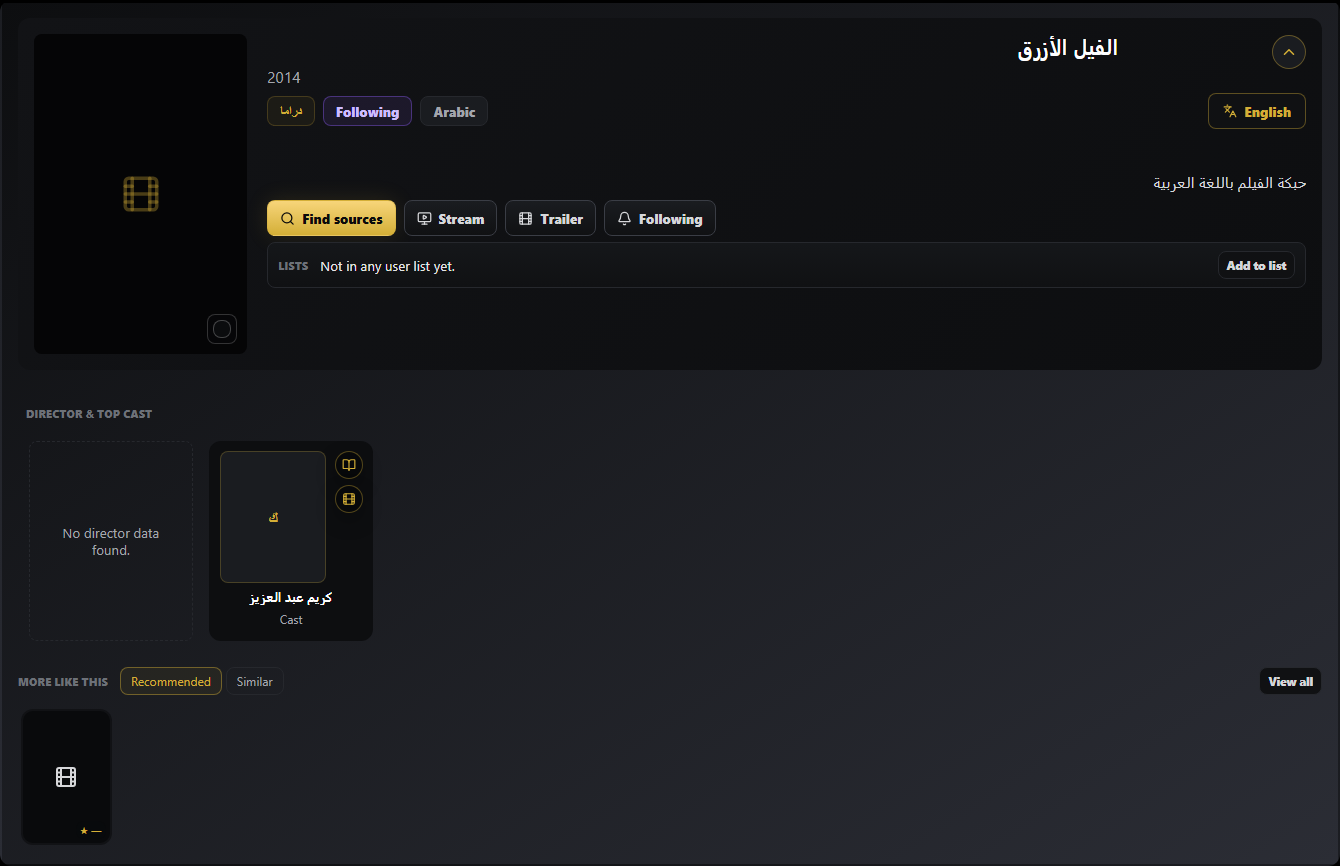 الفيل الأزرق
2014
دراما
Following
Arabic
English
حبكة الفيلم باللغة العربية
Find sources
Stream
Trailer
Following
LISTS
Not in any user list yet.
Add to list
DIRECTOR & TOP CAST
No director data
found.
ك
كريم عبد العزيز
Cast
MORE LIKE THIS
Recommended
Similar
View all
★ —